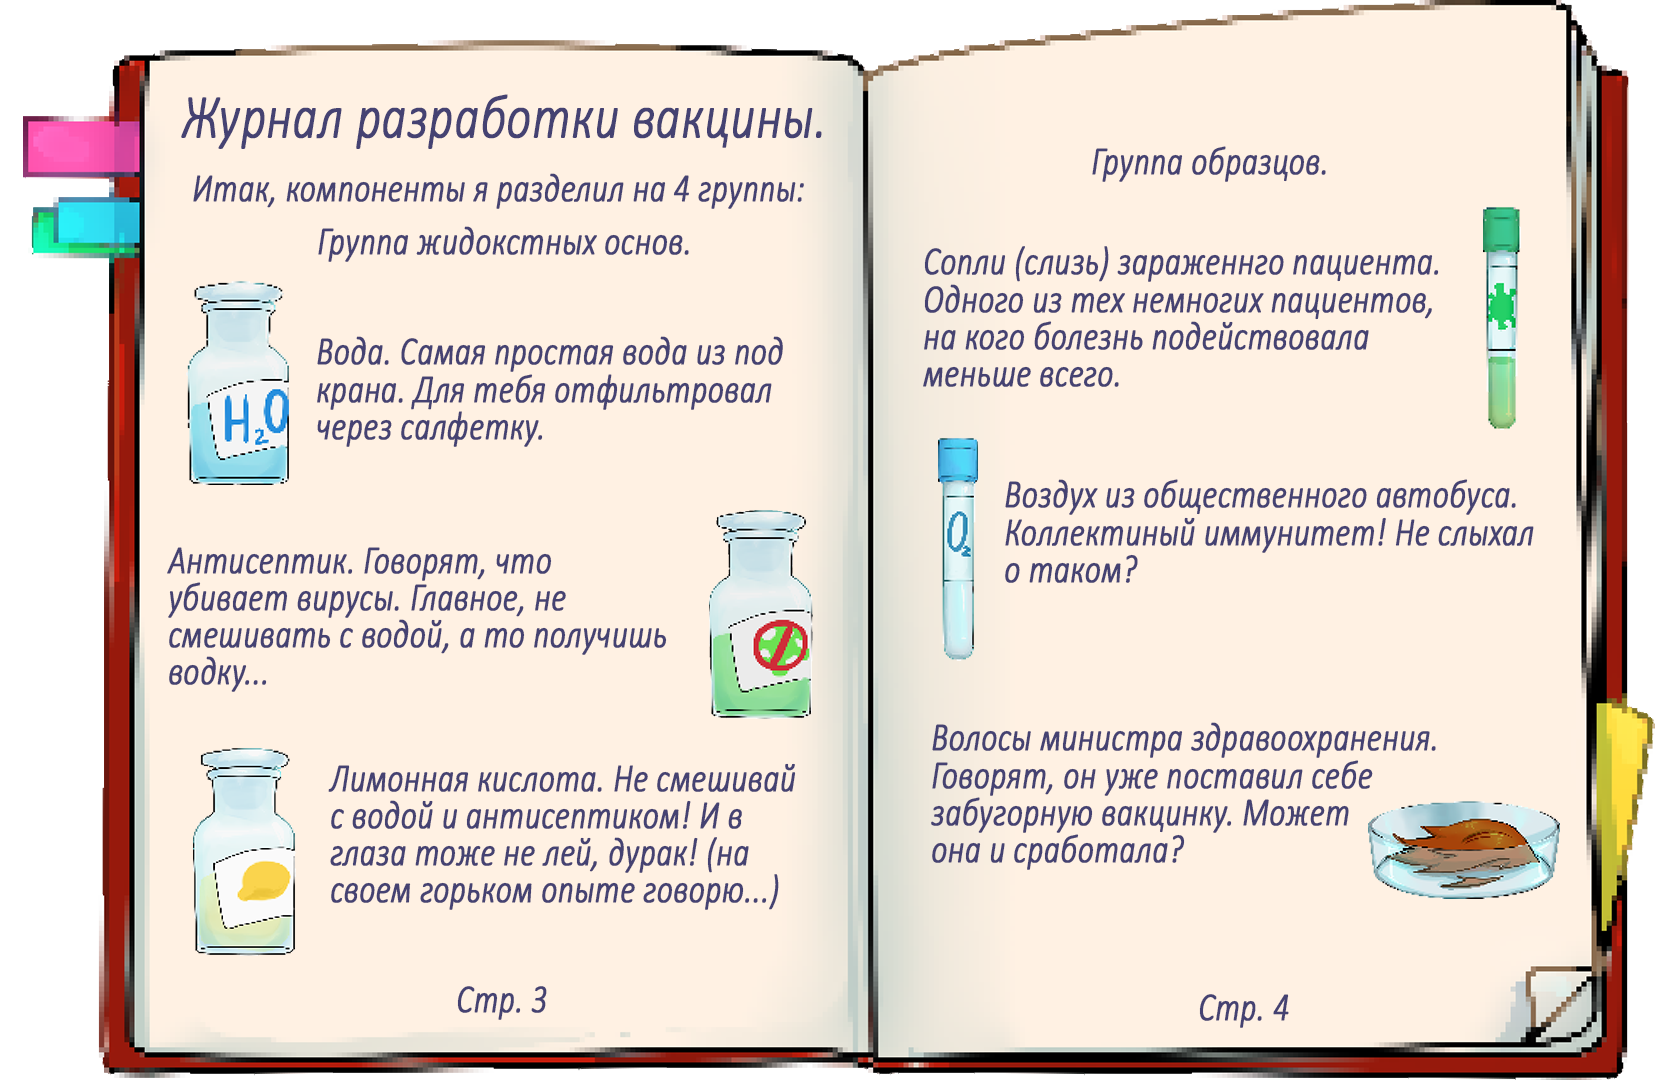 Журнал разработки вакцины.
Итак, компоненты я разделил на 4 группы:
Группа жидокстных основ.
H₂O
Вода. Самая простая вода из под
крана. Для тебя отфильтровал
через салфетку.
Антисептик. Говорят, что
убивает вирусы. Главное, не
смешивать с водой, а то получишь
водку...
Лимонная кислота. Не смешивай
с водой и антисептиком! И в
глаза тоже не лей, дурак! (на
своем горьком опыте говорю...)
Стр. 3
Группа образцов.
Сопли (слизь) зараженнго пациента.
Одного из тех немногих пациентов,
на кого болезнь подействовала
меньше всего.
O₂
Воздух из общественного автобуса.
Коллектиный иммунитет! Не слыхал
о таком?
Волосы министра здравоохранения.
Говорят, он уже поставил себе
забугорную вакцинку. Может
она и сработала?
Стр. 4